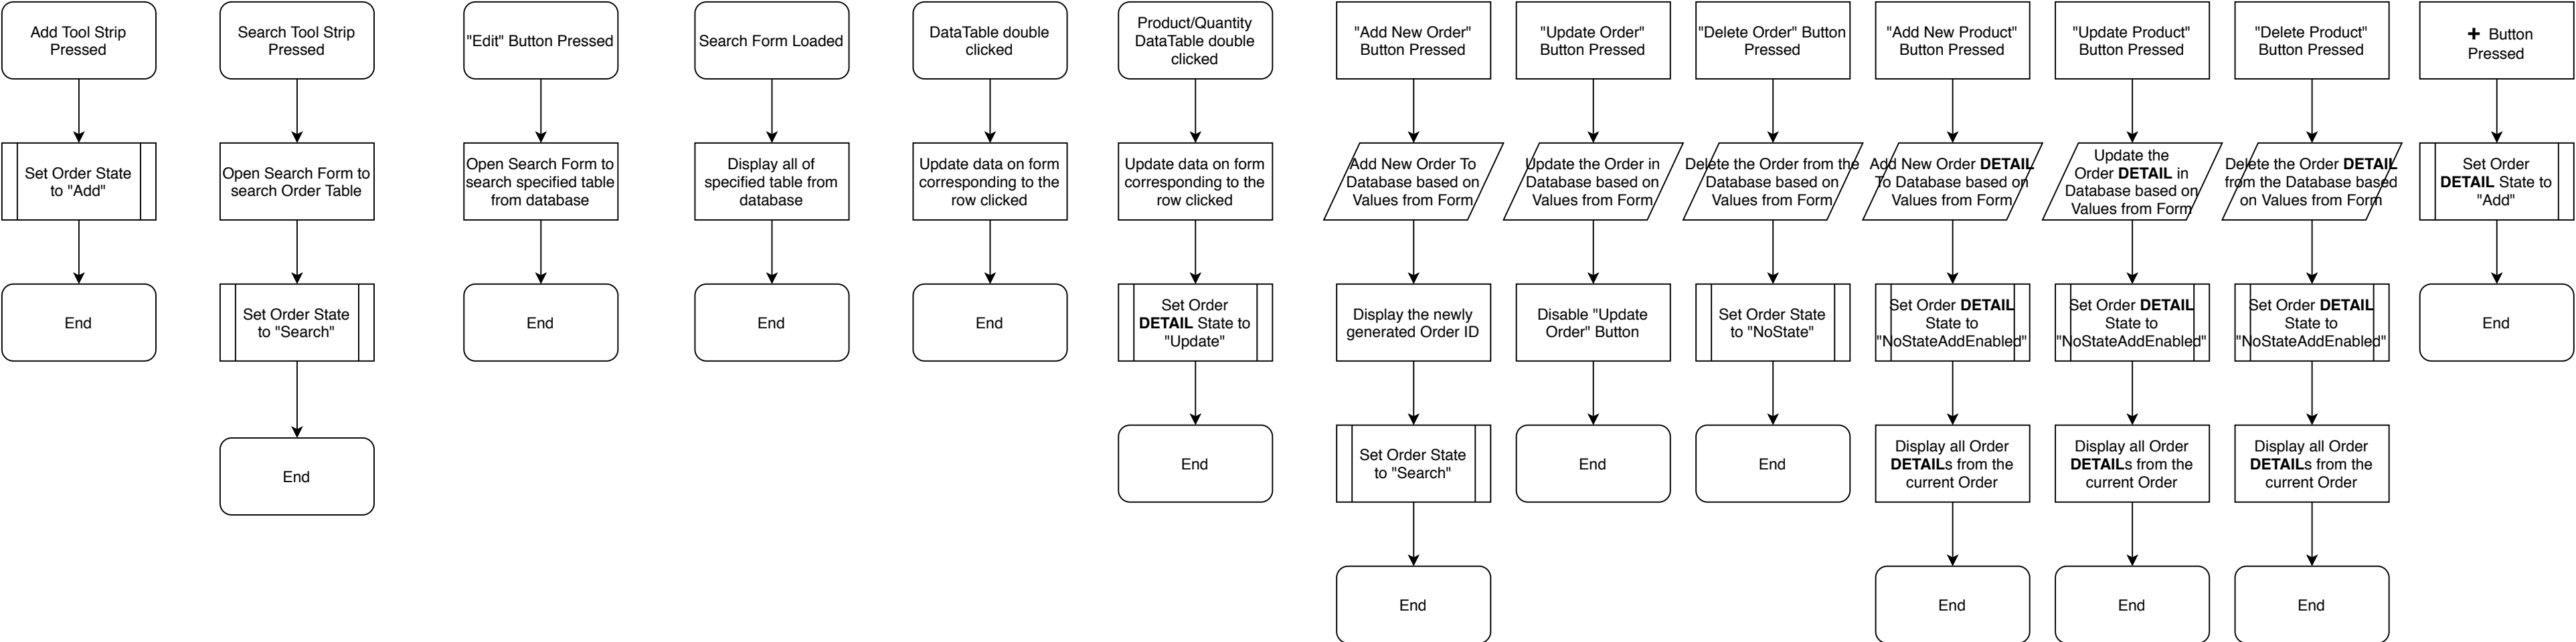 Add Tool Strip
Pressed
Set Order State
to "Add"
End
Search Tool Strip
Pressed
Open Search Form to
search Order Table
Set Order State
to "Search"
End
"Edit" Button Pressed
Open Search Form to
search specified table
from database
End
Search Form Loaded
Display all of
specified table from
database
End
DataTable double
clicked
Update data on form
corresponding to the
row clicked
End
Product/Quantity
DataTable double
clicked
Update data on form
corresponding to the
row clicked
Set Order
DETAIL State to
"Update"
End
"Add New Order"
Button Pressed
Add New Order To
Database based on
Values from Form
Display the newly
generated Order ID
Set Order State
to "Search"
End
"Update Order"
Button Pressed
Update the Order in
Database based on
Values from Form
Disable "Update
Order" Button
End
"Delete Order" Button
Pressed
Delete the Order from the
Database based on
Values from Form
Set Order State
to "NoState"
End
"Add New Product"
Button Pressed
Add New Order DETAIL
To Database based on
Values from Form
Set Order DETAIL
State to
"NoStateAddEnabled"
Display all Order
DETAILs from the
current Order
End
"Update Product"
Button Pressed
Update the
Order DETAIL in
Database based on
Values from Form
Set Order DETAIL
State to
"NoStateAddEnabled"
Display all Order
DETAILs from the
current Order
End
"Delete Product"
Button Pressed
Delete the Order DETAIL
from the Database based
on Values from Form
Set Order DETAIL
State to
"NoStateAddEnabled"
Display all Order
DETAILs from the
current Order
End
+ Button
Pressed
Set Order
DETAIL State to
"Add"
End